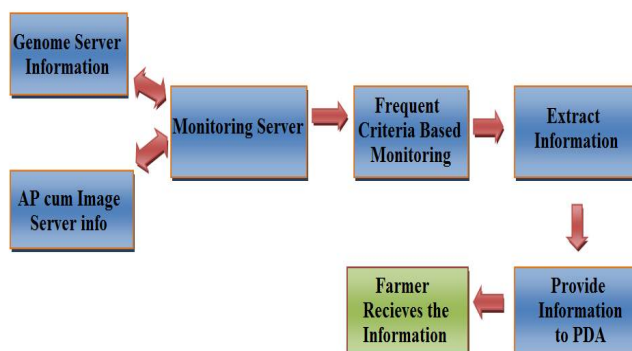 Genome Server
Information
Monitoring Server
Frequent
Criteria Based
Monitoring
Extract
Information
AP cum Image
Server info
Farmer
Recieves the
Information
Provide
Information
to PDA